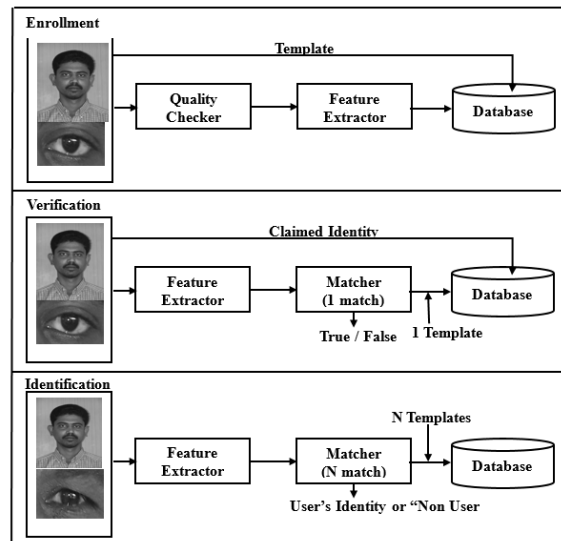 Enrollment
Template
Quality
Checker
Feature
Extractor
Database
Verification
Claimed Identity
Feature
Extractor
Matcher
(1 match)
Database
True / False
1 Template
Identification
N Templates
Feature
Extractor
Matcher
(N match)
Database
User's Identity or “Non User